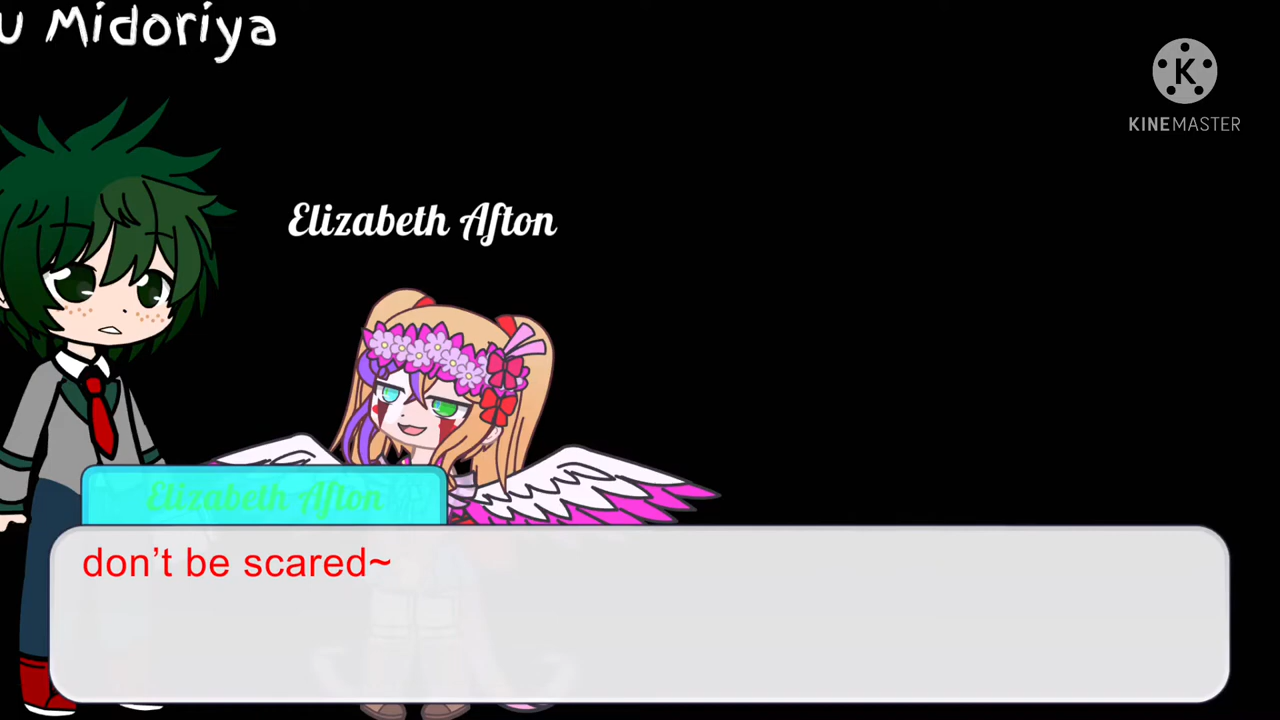 u Midoriya
KINEMASTER
Elizabeth Afton
Elizabeth Afton
don't be scared~